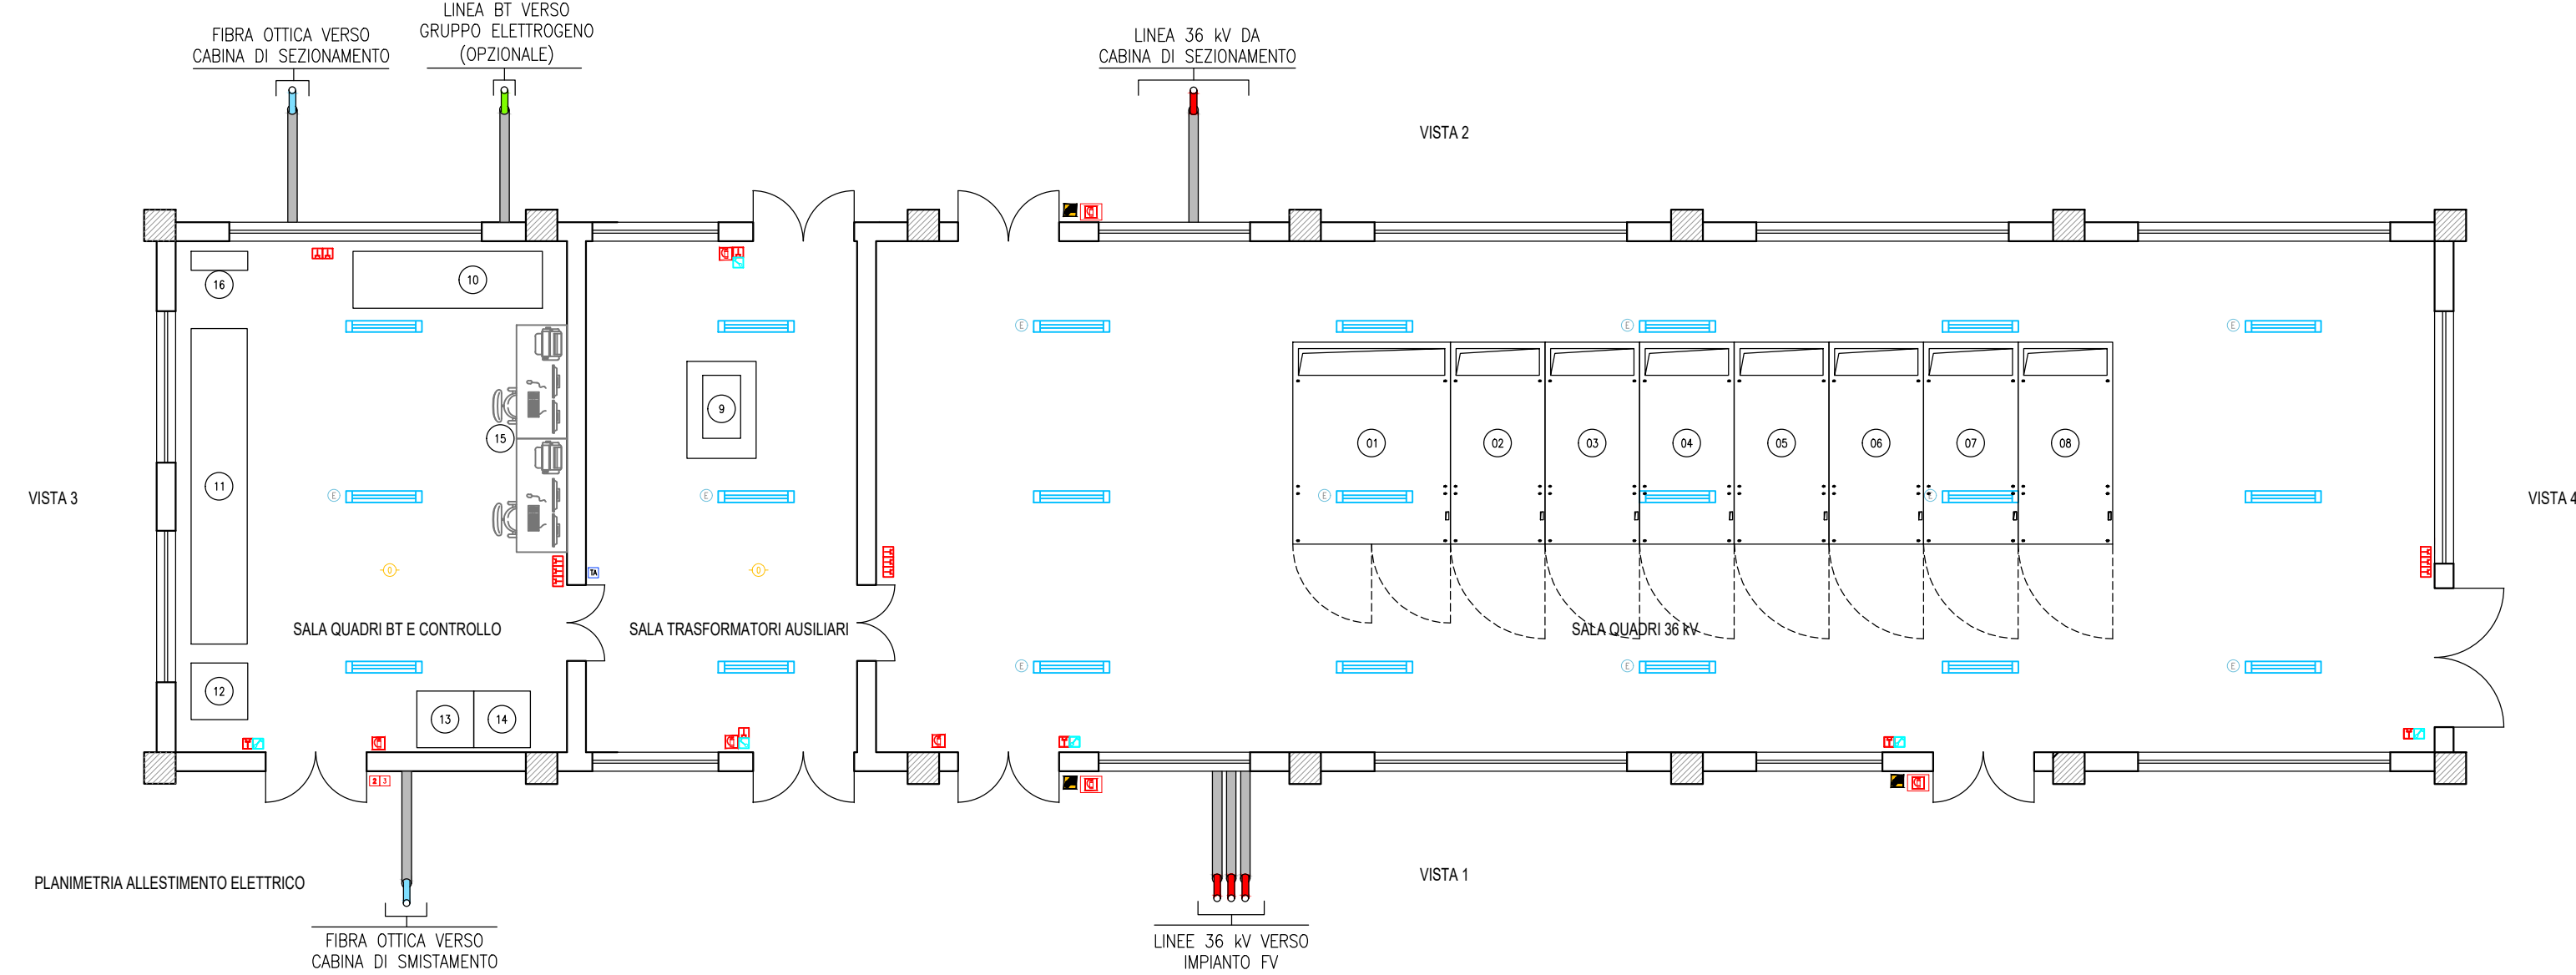 LINEA BT VERSO
GRUPPO ELETTROGENO
(OPZIONALE)
FIBRA OTTICA VERSO
CABINA DI SEZIONAMENTO
LINEA 36 kV DA
CABINA DI SEZIONAMENTO
VISTA 2
16
10
E
E
E
9
15
01
02
03
04
05
06
07
08
11
VISTA 3
E
E
E
E
VISTA 4
TA
SALA QUADRI BT E CONTROLLO
SALA TRASFORMATORI AUSILIARI
SALA QUADRI 36 kV
E
E
E
12
13
14
2 3
VISTA 1
PLANIMETRIA ALLESTIMENTO ELETTRICO
FIBRA OTTICA VERSO
CABINA DI SMISTAMENTO
LINEE 36 kV VERSO
IMPIANTO FV